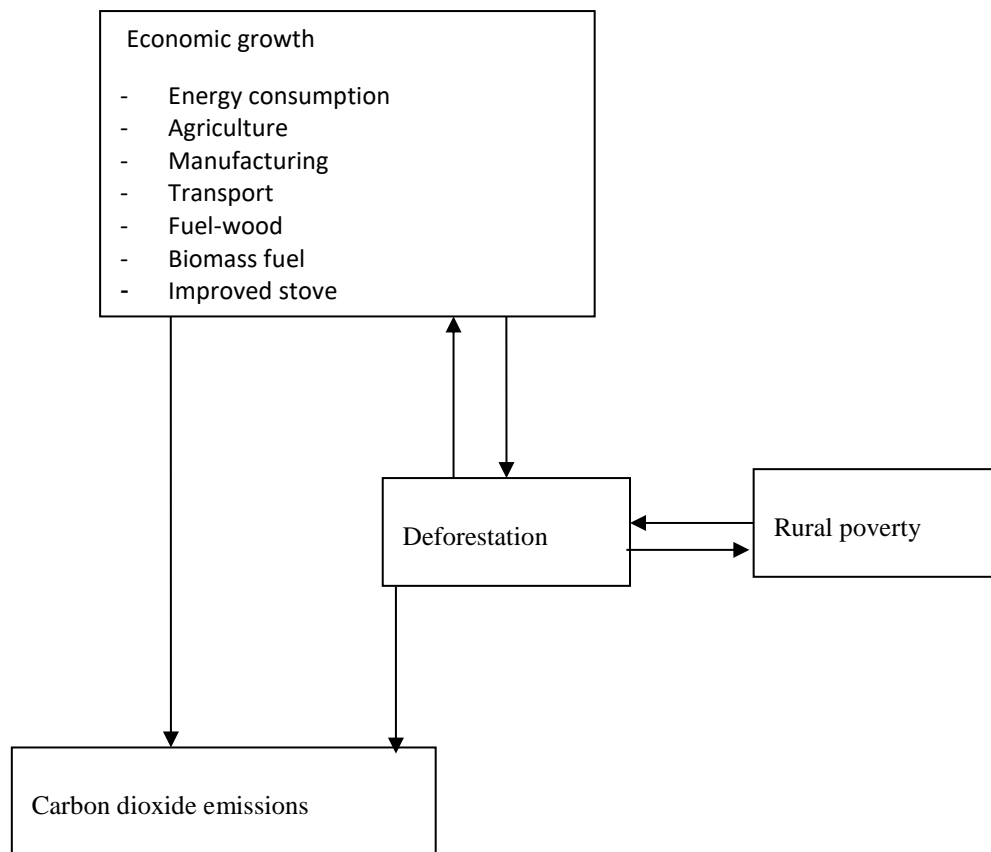 Economic growth
- Energy consumption
- Agriculture
- Manufacturing
- Transport
- Fuel-wood
- Biomass fuel
- Improved stove
Deforestation
Rural poverty
Carbon dioxide emissions